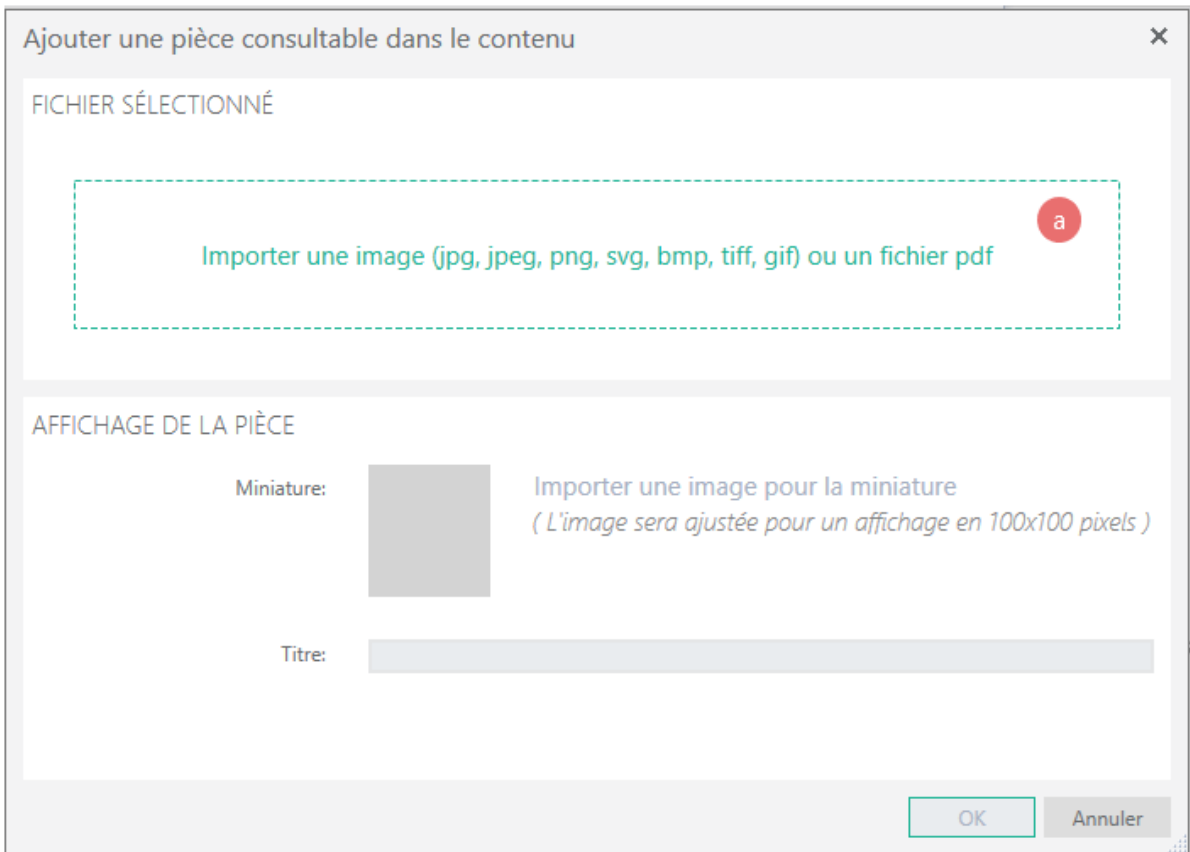 Ajouter une pièce consultable dans le contenu
FICHIER SÉLECTIONNÉ
a
Importer une image (jpg, jpeg, png, svg, bmp, tiff, gif) ou un fichier pdf
AFFICHAGE DE LA PIÈCE
Miniature:
Importer une image pour la miniature
( L'image sera ajustée pour un affichage en 100x100 pixels )
Titre:
OK
Annuler